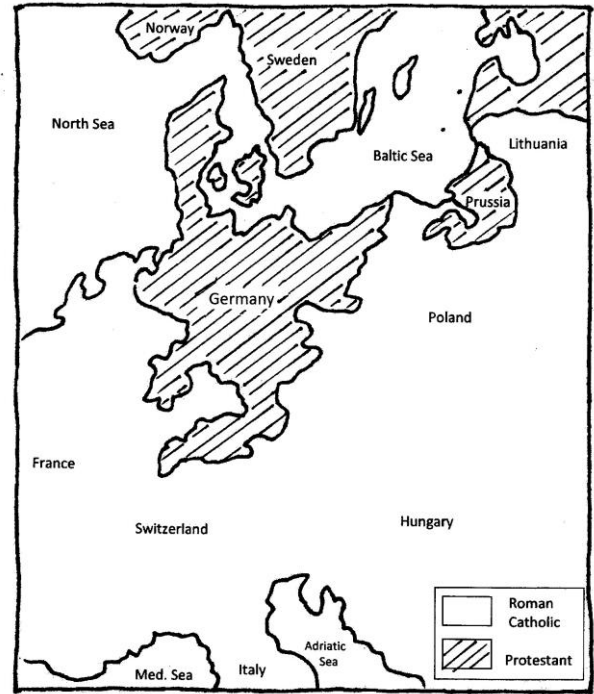 Norway
Sweden
North Sea
Lithuania
Baltic Sea
Prussia
Germany
Poland
France
Switzerland
Hungary
Roman
Catholic
Adriatic
Sea
Protestant
Med. Sea
Italy